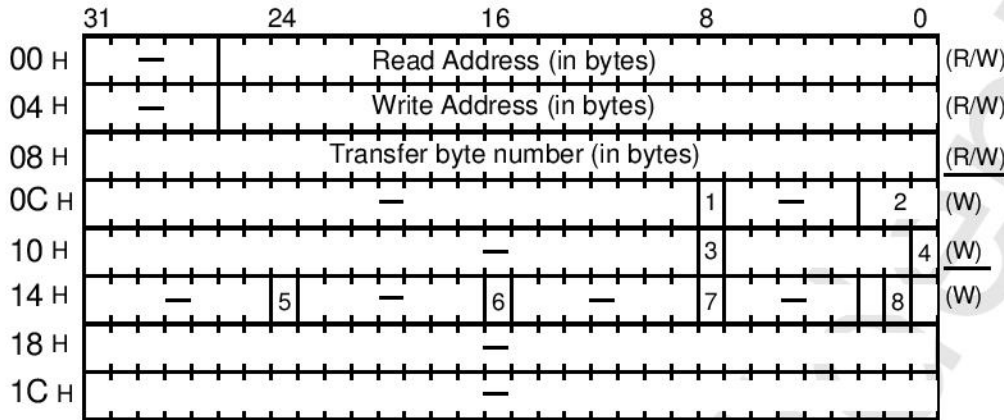 31 24 16 8 0
00 H — Read Address (in bytes) (R/W)
04 H — Write Address (in bytes) (R/W)
08 H Transfer byte number (in bytes) (R/W)
0C H — 1 — 2 (W)
10 H — 3 4 (W)
14 H — 5 — 6 — 7 — 8 (W)
18 H —
1C H —